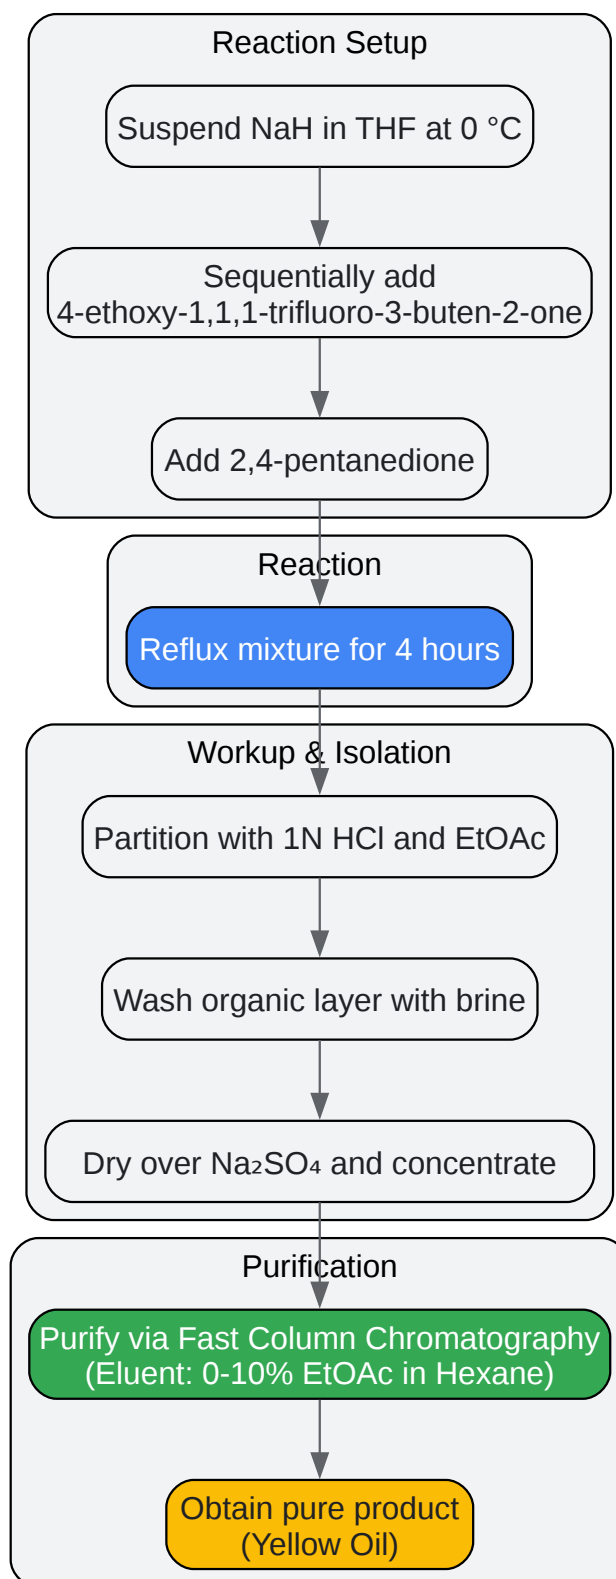 Reaction Setup
Suspend NaH in THF at 0 °C
Sequentially add
4-ethoxy-1,1,1-trifluoro-3-buten-2-one
Add 2,4-pentanedione
Reaction
Reflux mixture for 4 hours
Workup & Isolation
Partition with 1N HCl and EtOAc
Wash organic layer with brine
Dry over Na₂SO₄ and concentrate
Purification
Purify via Fast Column Chromatography
(Eluent: 0-10% EtOAc in Hexane)
Obtain pure product
(Yellow Oil)